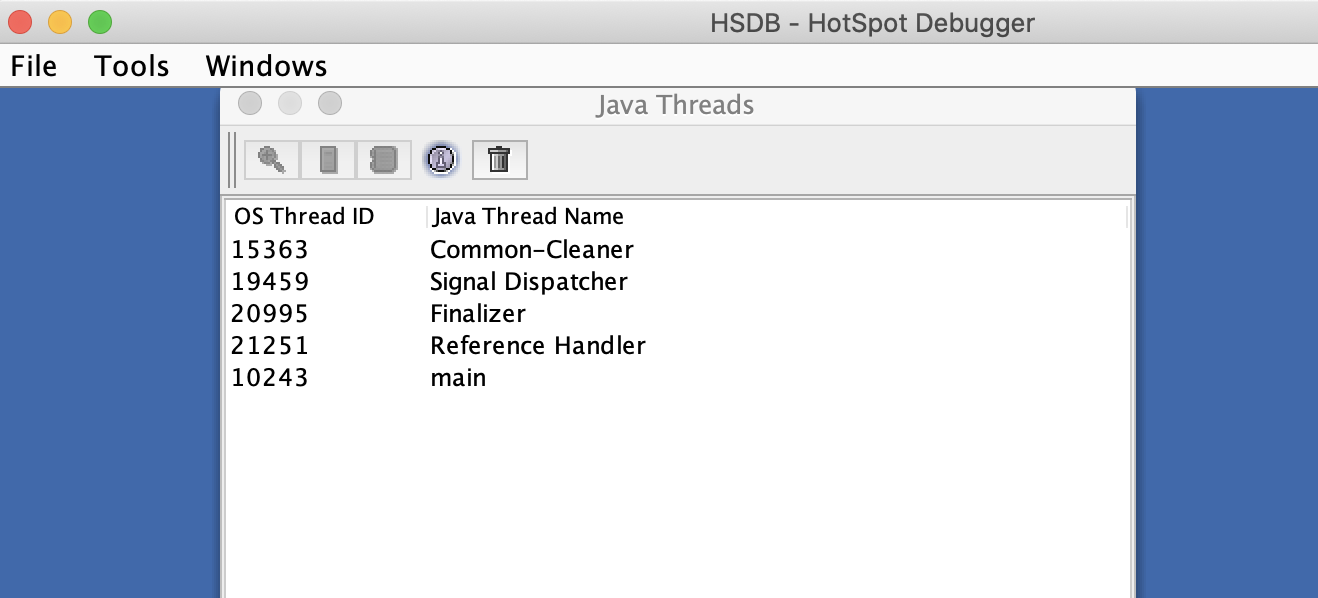 HSDB - HotSpot Debugger
File Tools Windows
Java Threads
OS Thread ID Java Thread Name
15363 Common-Cleaner
19459 Signal Dispatcher
20995 Finalizer
21251 Reference Handler
10243 main